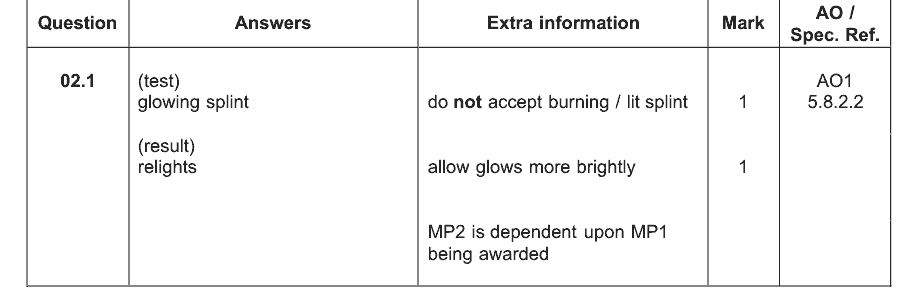 Question Answers Extra information Mark AO /
Spec. Ref.
02.1 (test) AO1
glowing splint do not accept burning / lit splint 1 5.8.2.2
(result)
relights allow glows more brightly 1
MP2 is dependent upon MP1
being awarded